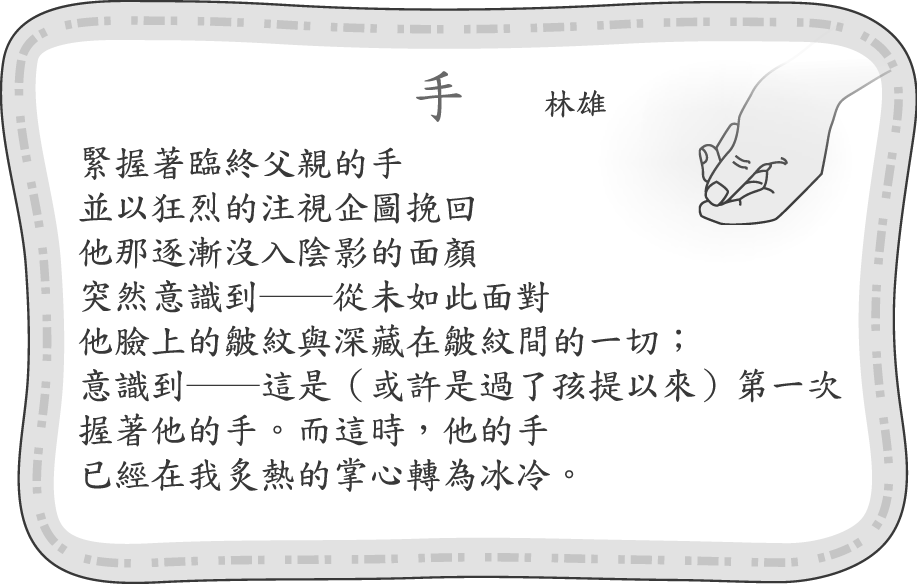 手 林雄
緊握著臨終父親的手
並以狂烈的注視企圖挽回
他那逐漸沒入陰影的面顏
突然意識到──從未如此面對
他臉上的皺紋與深藏在皺紋間的一切；
意識到──這是（或許是過了孩提以來）第一次
握著他的手。而這時，他的手
已經在我炙熱的掌心轉為冰冷。